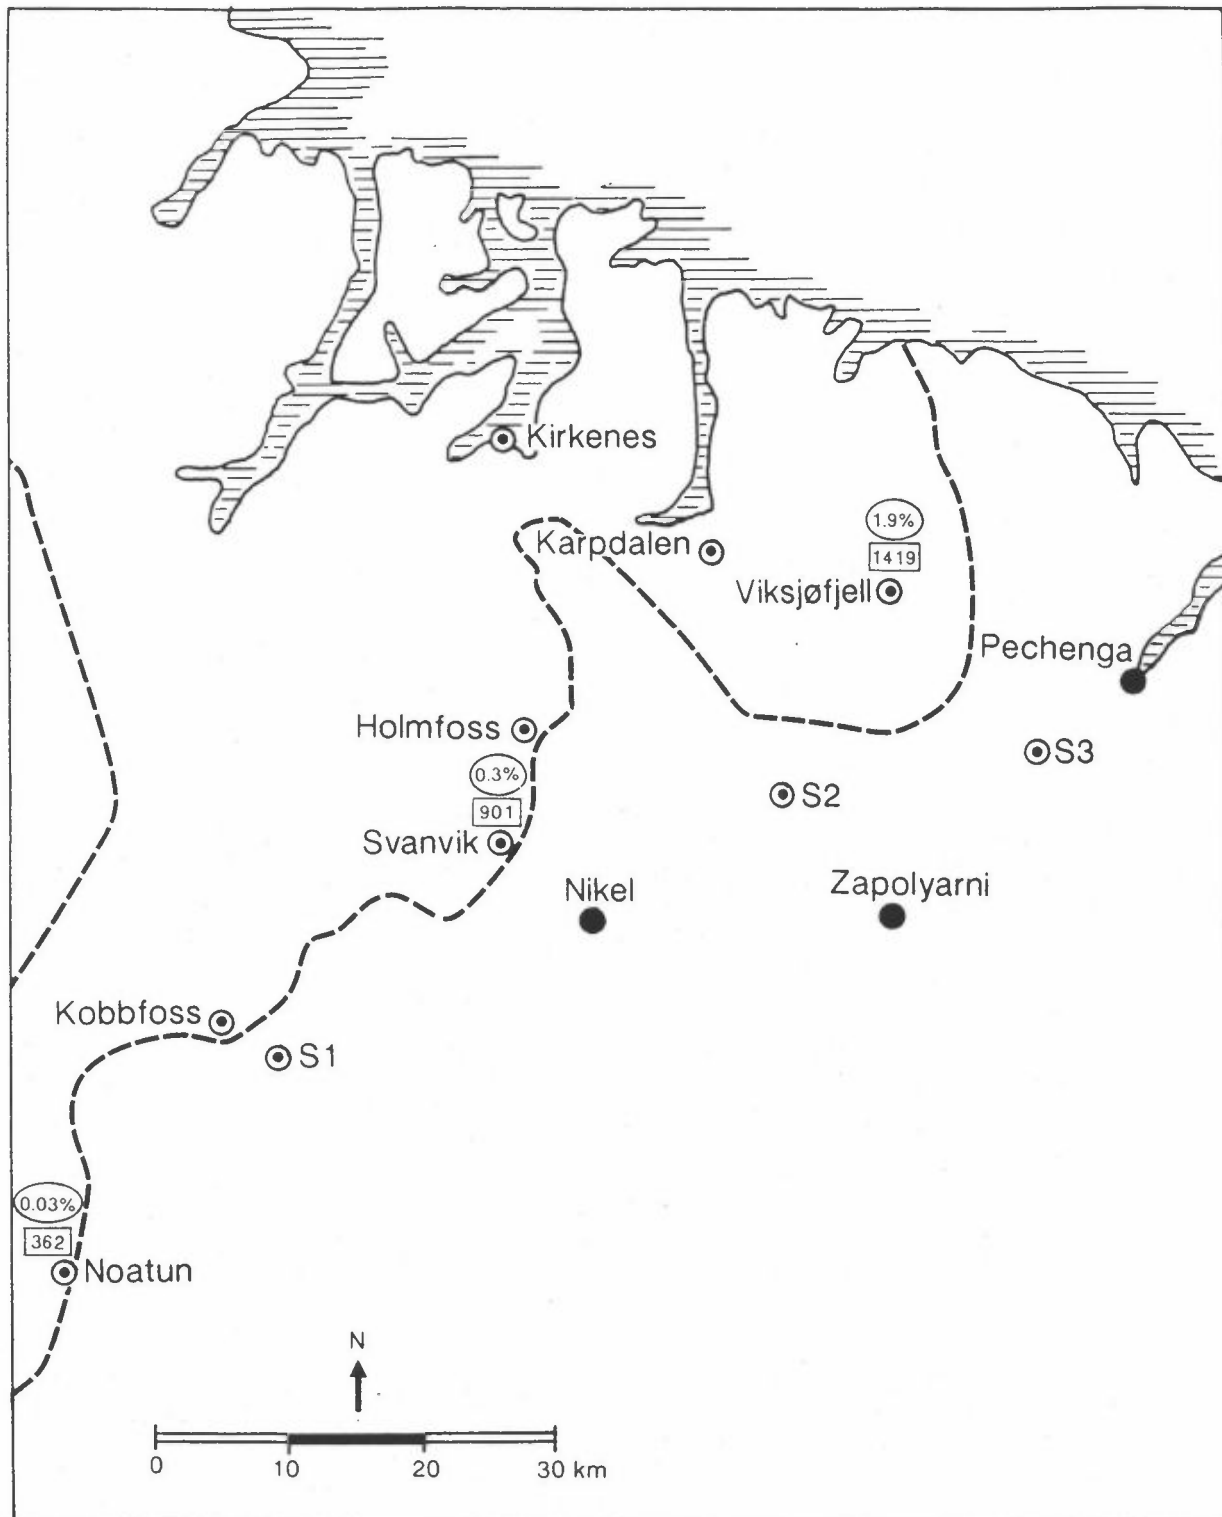 Kirkenes
1.9%
Karpdalen
1419
Viksjøfjell
Pechenga
Holmfoss
S3
0.3%
S2
901
Svanvik
Nikel
Zapolyarni
Kobbfoss
S1
0.03%
362
Noatun
N
0 10 20 30 km